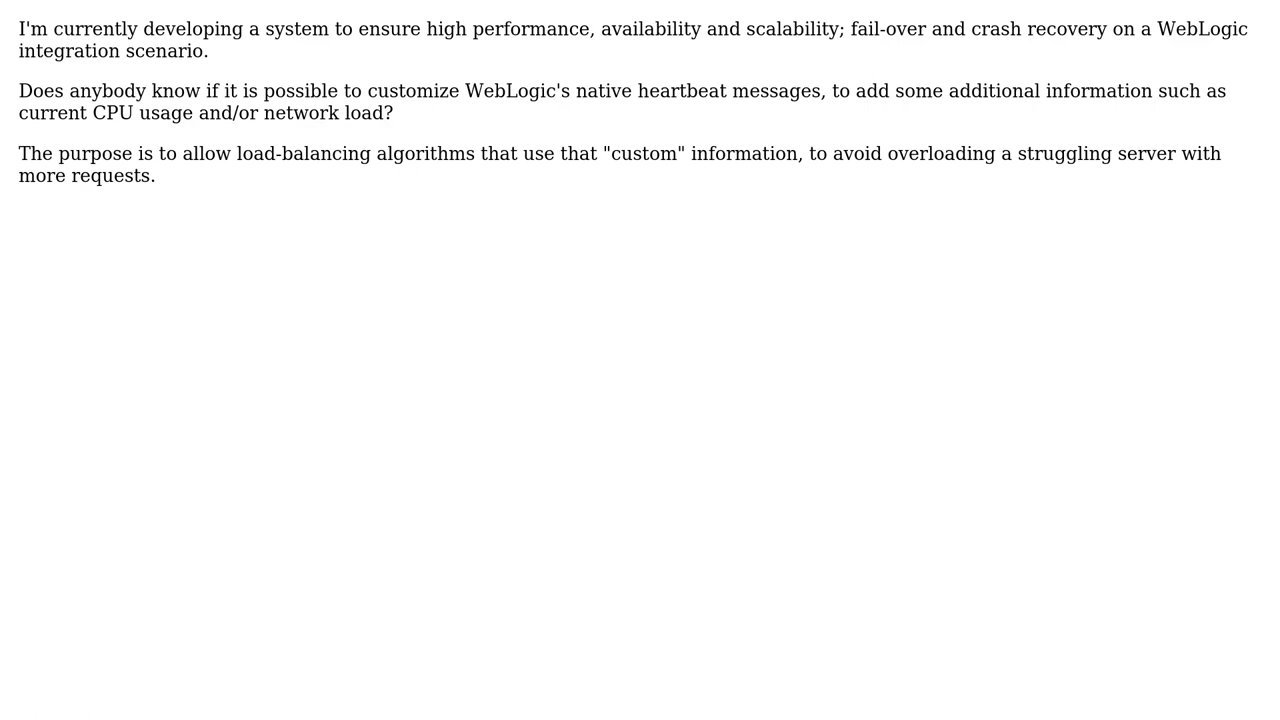 I'm currently developing a system to ensure high performance, availability and scalability; fail-over and crash recovery on a WebLogic
integration scenario.
Does anybody know if it is possible to customize WebLogic's native heartbeat messages, to add some additional information such as
current CPU usage and/or network load?
The purpose is to allow load-balancing algorithms that use that "custom" information, to avoid overloading a struggling server with
more requests.